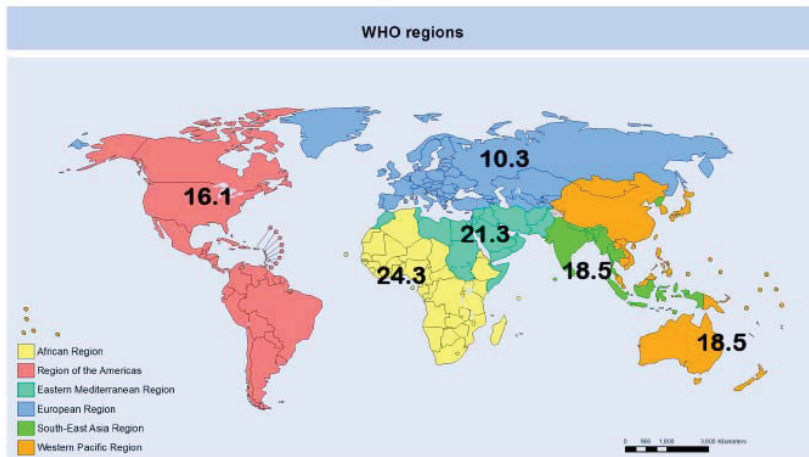 WHO regions
10.3
16.1
21.3
24.3
18.5
18.5
African Region
Region of the Americas
Eastern Mediterranean Region
European Region
South-East Asia Region
Western Pacific Region